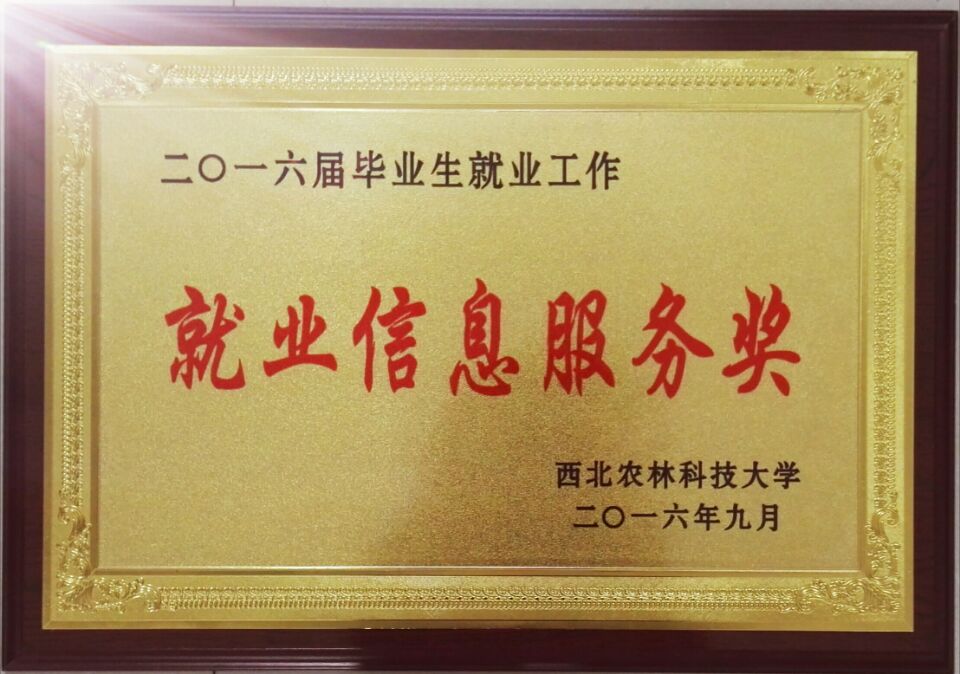 二〇一六届毕业生就业工作
就业信息服务奖
西北农林科技大学
二〇一六年九月